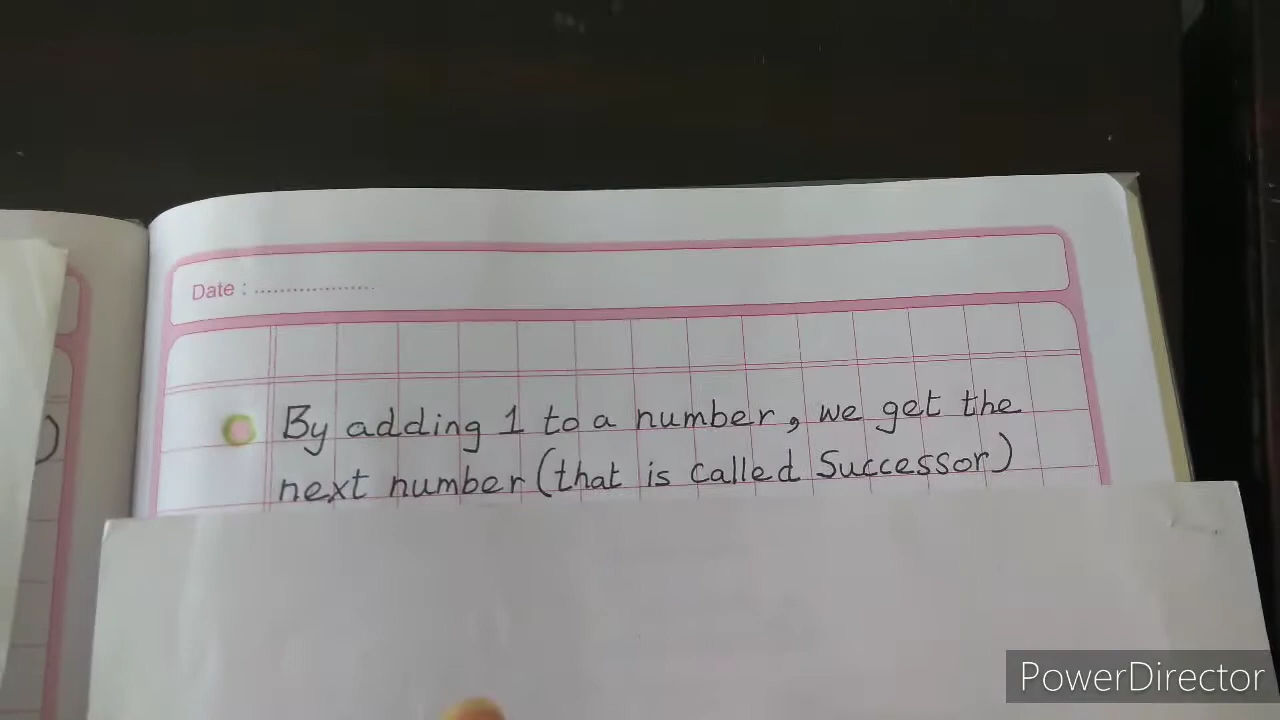 Date : ...................
By adding 1 to a number, we get the
next number (that is called Successor)
)
PowerDirector